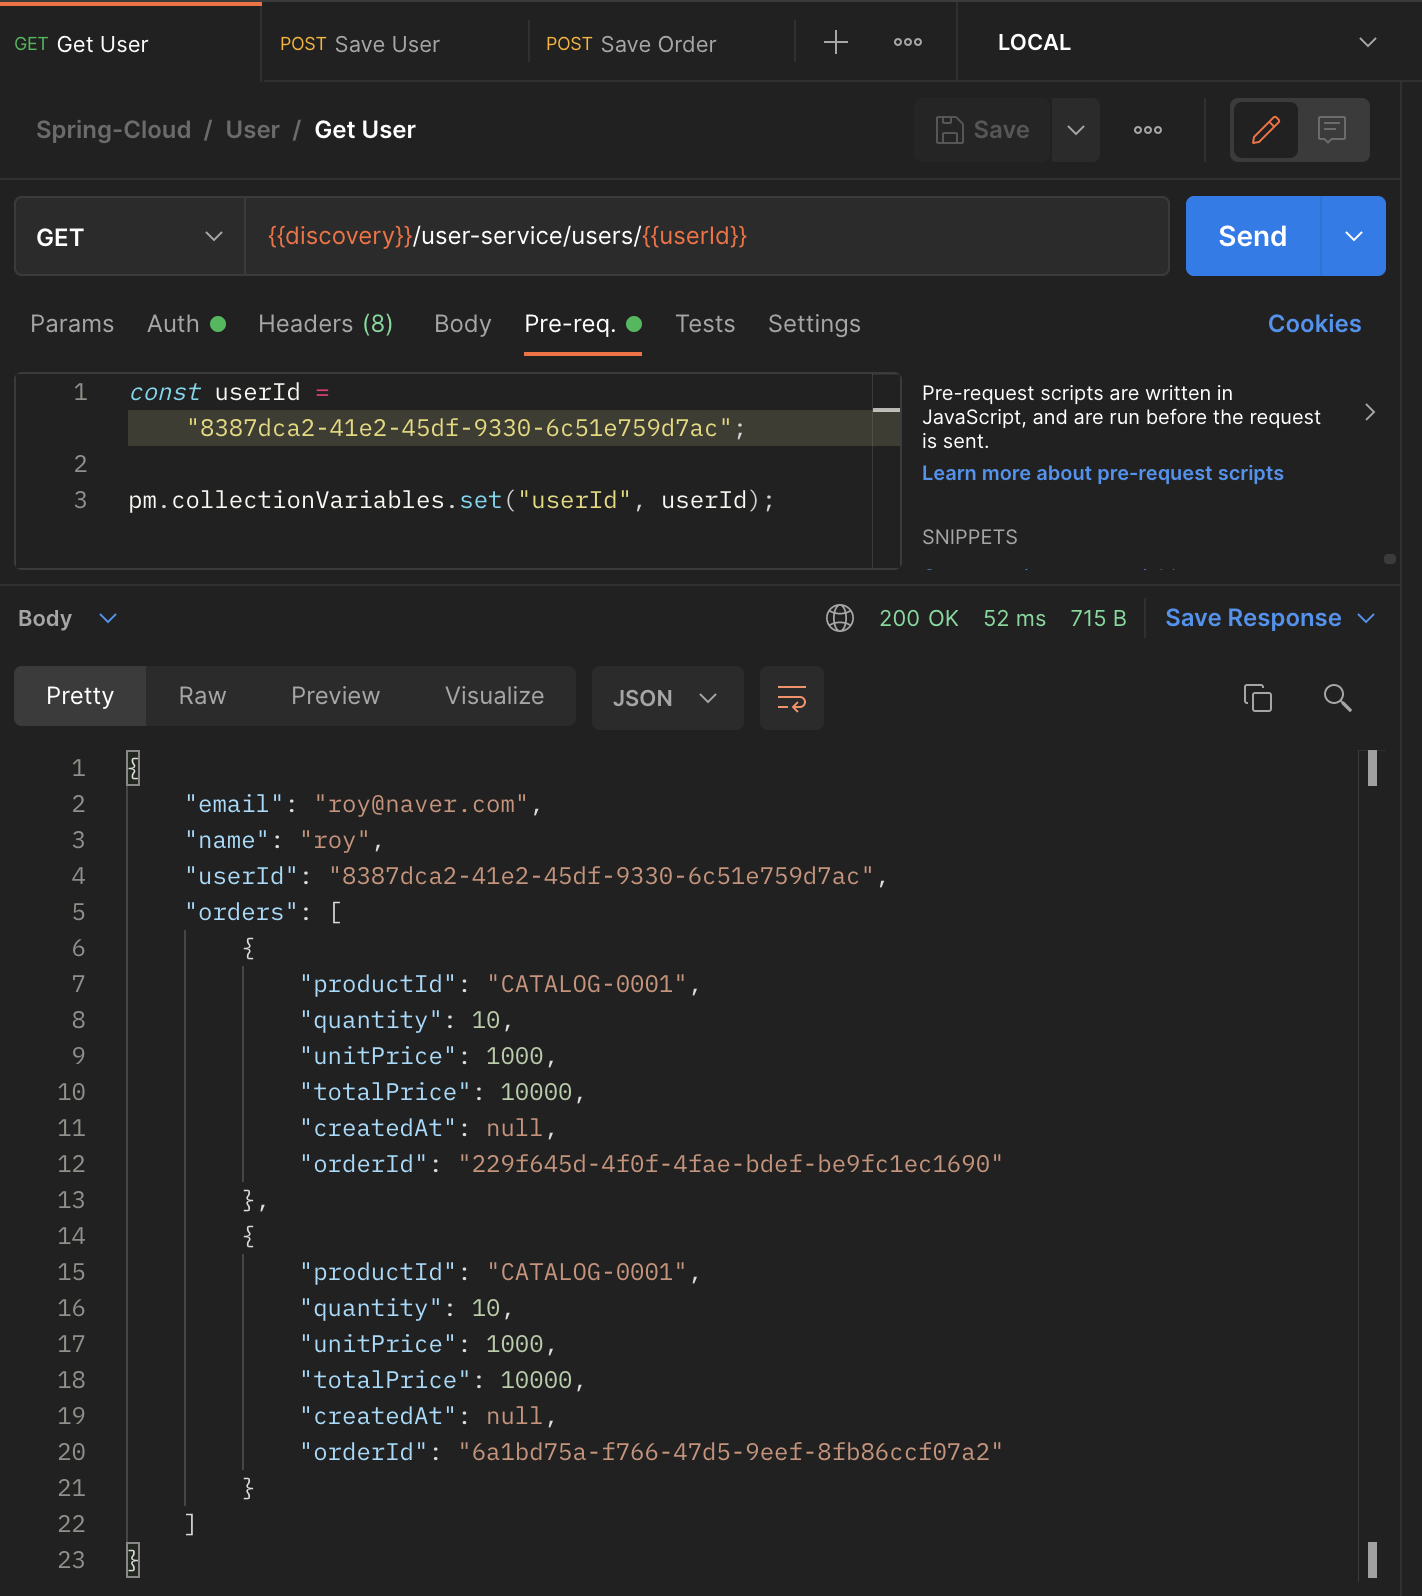 GET Get User
POST Save User
POST Save Order
LOCAL
Spring-Cloud / User / Get User
Save
GET
{{discovery}}/user-service/users/{{userId}}
Send
Params
Auth
Headers (8)
Body
Pre-req.
Tests
Settings
Cookies
1 const userId =
"8387dca2-41e2-45df-9330-6c51e759d7ac";
2
3 pm.collectionVariables.set("userId", userId);
Pre-request scripts are written in
JavaScript, and are run before the request
is sent.
Learn more about pre-request scripts
SNIPPETS
Body
200 OK 52 ms 715 B
Save Response
Pretty
Raw
Preview
Visualize
JSON
1 {
2 "email": "roy@naver.com",
3 "name": "roy",
4 "userId": "8387dca2-41e2-45df-9330-6c51e759d7ac",
5 "orders": [
6 {
7 "productId": "CATALOG-0001",
8 "quantity": 10,
9 "unitPrice": 1000,
10 "totalPrice": 10000,
11 "createdAt": null,
12 "orderId": "229f645d-4f0f-4fae-bdef-be9fc1ec1690"
13 },
14 {
15 "productId": "CATALOG-0001",
16 "quantity": 10,
17 "unitPrice": 1000,
18 "totalPrice": 10000,
19 "createdAt": null,
20 "orderId": "6a1bd75a-f766-47d5-9eef-8fb86ccf07a2"
21 }
22 ]
23 }